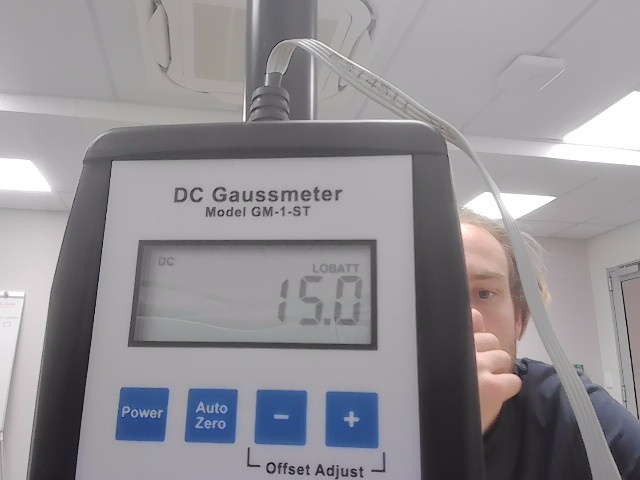 DC Gaussmeter
Model GM-1-ST
DC
LOBATT
15.0
Power
Auto
Zero
-
+
Offset Adjust